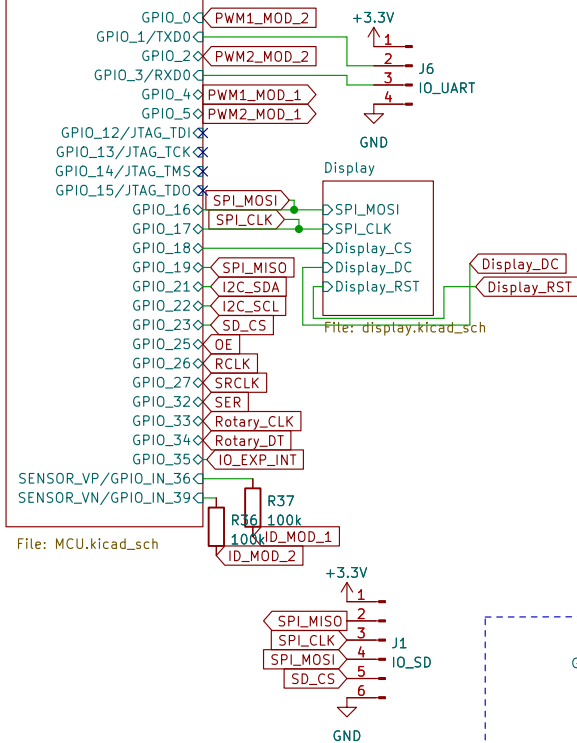 GPIO_0 PWM1_MOD_2
+3.3V
GPIO_1/TXD0
1
GPIO_2 PWM2_MOD_2
2
J6
GPIO_3/RXD0
3
IO_UART
GPIO_4 PWM1_MOD_1
4
GPIO_5 PWM2_MOD_1
GPIO_12/JTAG_TDI
GND
GPIO_13/JTAG_TCK
GPIO_14/JTAG_TMS
Display
GPIO_15/JTAG_TDO
SPI_MOSI
GPIO_16
SPI_MOSI
SPI_CLK
GPIO_17
SPI_CLK
GPIO_18
Display_CS
GPIO_19 SPI_MISO
Display_DC
Display_DC
GPIO_21 I2C_SDA
Display_RST
Display_RST
GPIO_22 I2C_SCL
GPIO_23 SD_CS
File: display.kicad_sch
GPIO_25 OE
GPIO_26 RCLK
GPIO_27 SRCLK
GPIO_32 SER
GPIO_33 Rotary_CLK
GPIO_34 Rotary_DT
GPIO_35 IO_EXP_INT
SENSOR_VP/GPIO_IN_36
SENSOR_VN/GPIO_IN_39
R37
100k
R36
100k
ID_MOD_1
ID_MOD_2
File: MCU.kicad_sch
+3.3V
1
SPI_MISO 2
SPI_CLK 3
J1
SPI_MOSI 4
IO_SD
SD_CS 5
6
GND